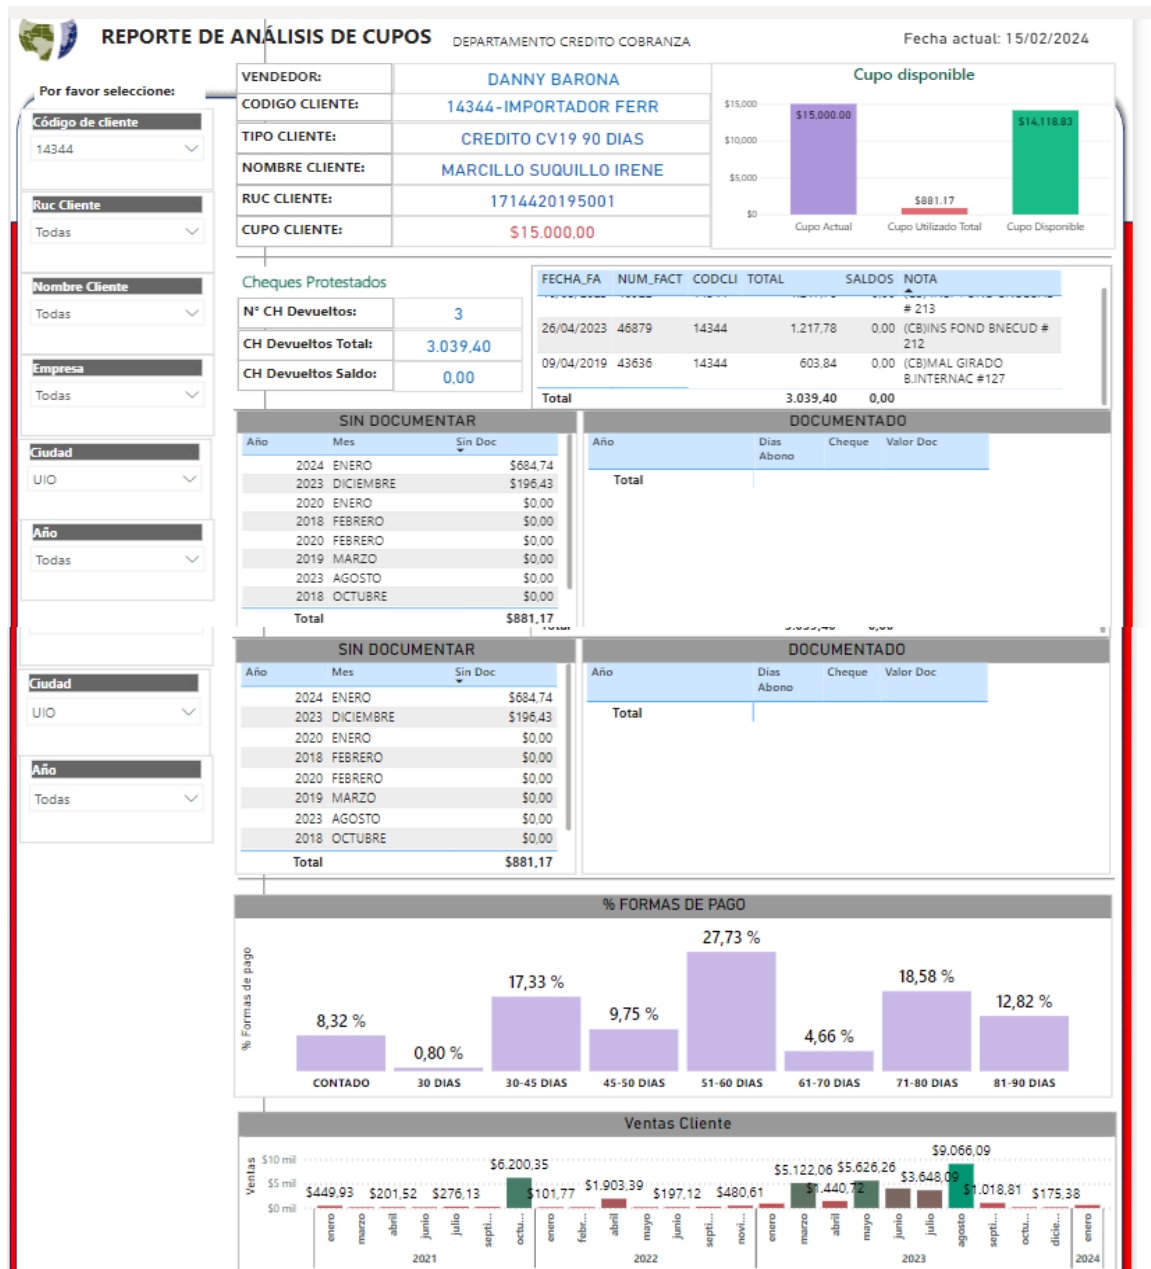 REPORTE DE ANÁLISIS DE CUPOS DEPARTAMENTO CREDITO COBRANZA
Fecha actual: 15/02/2024
Por favor seleccione:
Código de cliente
14344
Ruc Cliente
Todas
Nombre Cliente
Todas
Empresa
Todas
Ciudad
UIO
Año
Todas
VENDEDOR: DANNY BARONA
CODIGO CLIENTE: 14344-IMPORTADOR FERR
TIPO CLIENTE: CREDITO CV19 90 DIAS
NOMBRE CLIENTE: MARCILLO SUQUILLO IRENE
RUC CLIENTE: 1714420195001
CUPO CLIENTE: $15.000,00
Cupo disponible
$15,000
$10,000
$5,000
$0
$15,000.00
$881.17
$14,118.83
Cupo Actual Cupo Utilizado Total Cupo Disponible
Cheques Protestados
N° CH Devueltos: 3
CH Devueltos Total: 3.039,40
CH Devueltos Saldo: 0,00
FECHA_FA NUM_FACT CODCLI TOTAL SALDOS NOTA
# 213
26/04/2023 46879 14344 1.217,78 0,00 (CB)INS FOND BNECUD #
212
09/04/2019 43636 14344 603,84 0,00 (CB)MAL GIRADO
B.INTERNAC #127
Total 3.039,40 0,00
SIN DOCUMENTAR
Año Mes Sin Doc
2024 ENERO $684,74
2023 DICIEMBRE $196,43
2020 ENERO $0,00
2018 FEBRERO $0,00
2020 FEBRERO $0,00
2019 MARZO $0,00
2023 AGOSTO $0,00
2018 OCTUBRE $0,00
Total $881,17
DOCUMENTADO
Año Dias Abono Cheque Valor Doc
Total
Ciudad
UIO
Año
Todas
SIN DOCUMENTAR
Año Mes Sin Doc
2024 ENERO $684,74
2023 DICIEMBRE $196,43
2020 ENERO $0,00
2018 FEBRERO $0,00
2020 FEBRERO $0,00
2019 MARZO $0,00
2023 AGOSTO $0,00
2018 OCTUBRE $0,00
Total $881,17
DOCUMENTADO
Año Dias Abono Cheque Valor Doc
Total
% FORMAS DE PAGO
% Formas de pago
8,32 % 0,80 % 17,33 % 9,75 % 27,73 % 4,66 % 18,58 % 12,82 %
CONTADO 30 DIAS 30-45 DIAS 45-50 DIAS 51-60 DIAS 61-70 DIAS 71-80 DIAS 81-90 DIAS
Ventas Cliente
Ventas
$10 mil
$5 mil
$0 mil
$449,93 $201,52 $276,13 $6.200,35 $101,77 $1.903,39 $197,12 $480,61 $5.122,06 $1.440,72 $5.626,26 $3.648,09 $9.066,09 $1.018,81 $175,38
enero marzo abril junio julio septi... octu... enero febr... abril mayo junio septi... novi... enero marzo abril mayo junio julio agosto septi... octu... dicie... enero
2021 2022 2023 2024